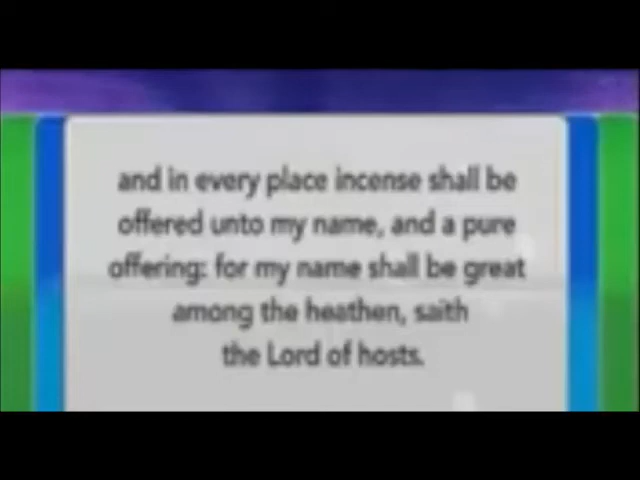 and in every place incense shall be
offered unto my name, and a pure
offering: for my name shall be great
among the heathen, saith
the Lord of hosts.